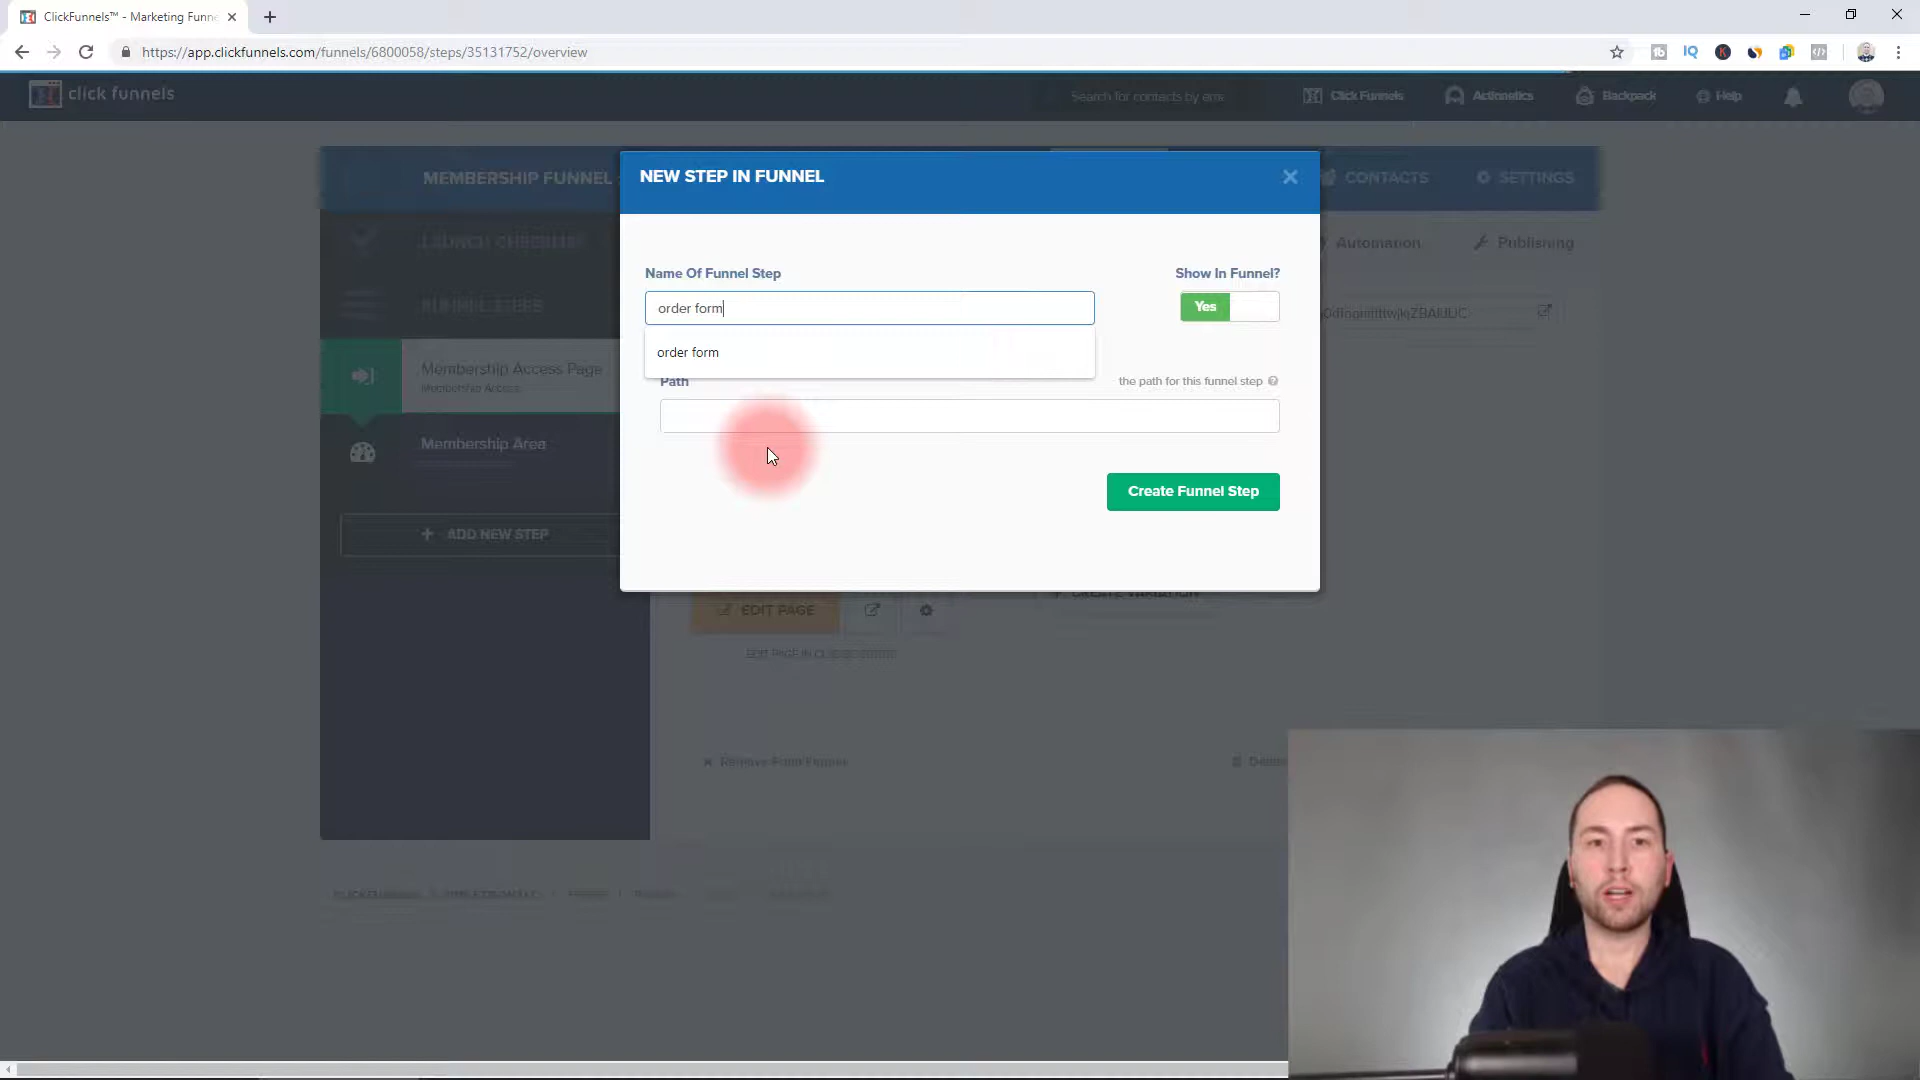 ClickFunnels™ - Marketing Funne
https://app.clickfunnels.com/funnels/6800058/steps/35131752/overview
click funnels
Search for contacts by ema
Click Funnels
Actionetics
Backpack
Help
MEMBERSHIP FUNNEL
NEW STEP IN FUNNEL
CONTACTS
SETTINGS
LAUNCH CHECKLIST
Automation
Publishing
Name Of Funnel Step
Show In Funnel?
FUNNEL STEPS
order form
Yes
order form
Membership Access Page
Membership Access
Path
the path for this funnel step
Membership Area
Create Funnel Step
ADD NEW STEP
CREATE VARIATION
EDIT PAGE
Remove From Funnel